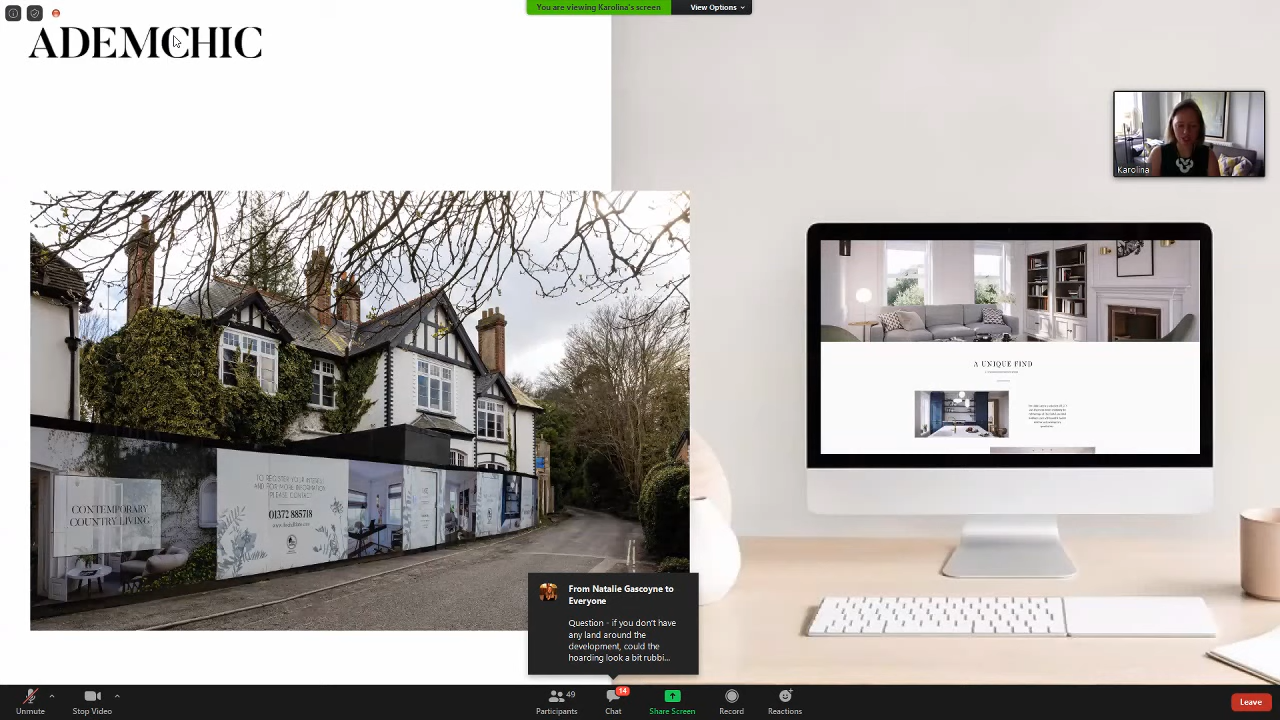 You are viewing Karolina's screen
View Options
ADEMCHIC
Karolina
A UNIQUE FIND
CONTEMPORARY
COUNTRY LIVING
TO REGISTER YOUR INTEREST
AND FOR MORE INFORMATION
PLEASE CONTACT
01372 885718
From Natalie Gascoyne to
Everyone
Question - if you don't have
any land around the
development, could the
hoarding look a bit rubbi...
Unmute
Stop Video
49
Participants
14
Chat
Share Screen
Record
Reactions
Leave